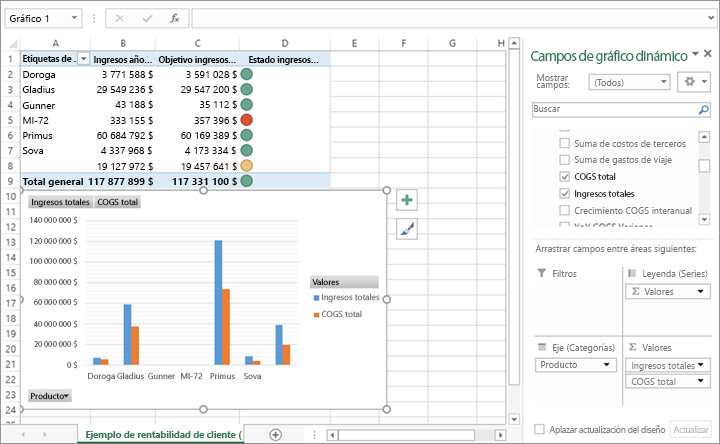 Gráfico 1
fx
A B C D E F G H
1 Etiquetas de . Ingresos año... Objetivo ingresos... Estado ingresos...
2 Doroga 3 771 588 $ 3 591 028 $
3 Gladius 29 549 236 $ 29 547 200 $
4 Gunner 43 188 $ 35 112 $
5 MI-72 333 155 $ 357 396 $
6 Primus 60 684 792 $ 60 169 389 $
7 Sova 4 337 968 $ 4 173 334 $
8 19 127 972 $ 19 457 641 $
9 Total general 117 877 899 $ 117 331 100 $
10
11
12
13
14
15
16
17
18
19
20
21
22
23
24
Ingresos totales COGS total
140 000 000 $
120 000 000 $
100 000 000 $
80 000 000 $
60 000 000 $
40 000 000 $
20 000 000 $
0 $
Doroga Gladius Gunner MI-72 Primus Sova
Valores
Ingresos totales
COGS total
Producto
Ejemplo de rentabilidad de cliente (
Campos de gráfico dinámico
Mostrar campos:
(Todos)
Buscar
Suma de costos de terceros
Suma de gastos de viaje
COGS total
Ingresos totales
Crecimiento COGS interanual
YoY COGS Variance
Arrastrar campos entre áreas siguientes:
Filtros
Leyenda (Series)
Valores
Eje (Categorías)
Producto
Valores
Ingresos totales
COGS total
Aplazar actualización del diseño
Actualizar